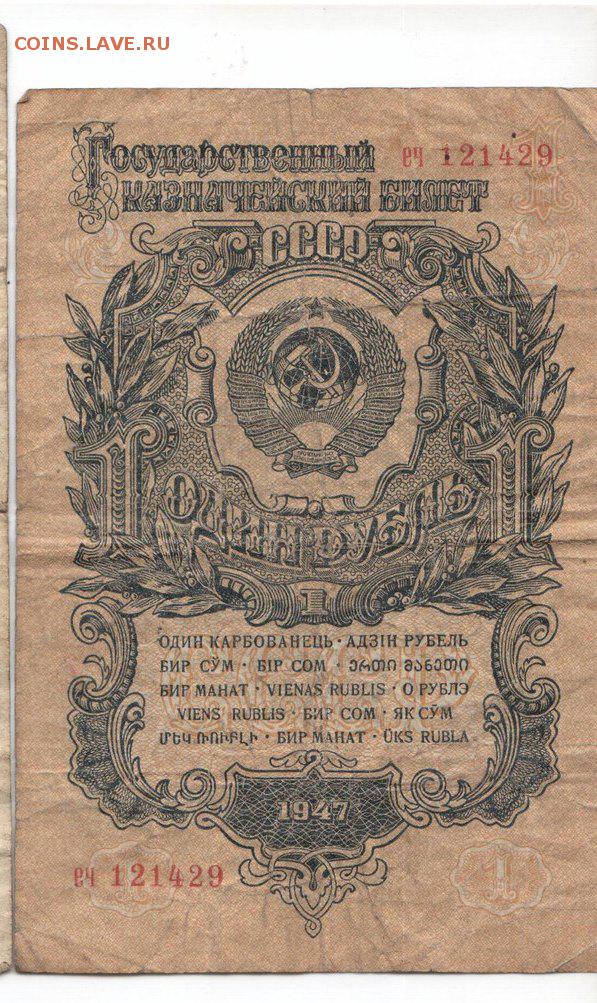 COINS.LAVE.RU
Государственный еч 121429
казначейский билет
СССР
1 1
один рубль
1
ОДИН КАРБОВАНЕЦЬ · АДЗІН РУБЕЛЬ
БИР СЎМ · БІР СОМ · ერთი მანეთი
БИР МАНАТ · VIENAS RUBLIS · О РУБЛЭ
VIENS RUBLIS · БИР СОМ · ЯК СӮМ
ՄԵԿ ՌՈՒԲԼԻ · БИР МАНАТ · ÜKS RUBLA
1947
еч 121429
1